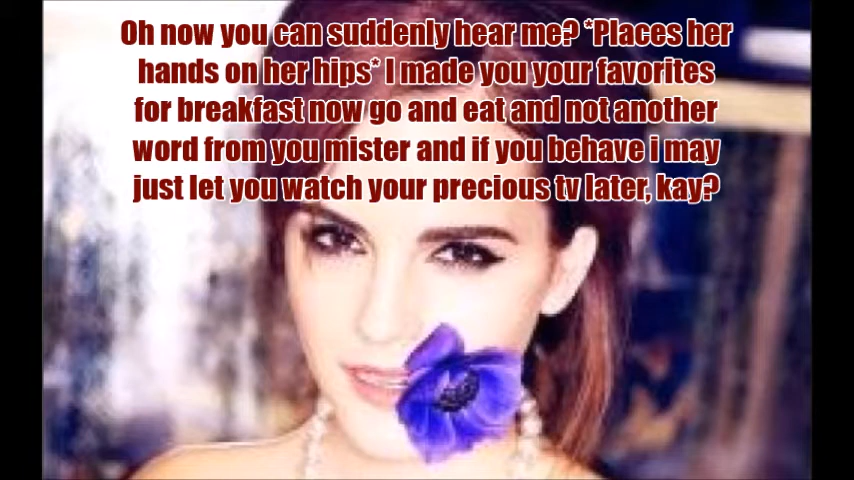 Oh now you can suddenly hear me? *Places her
hands on her hips* I made you your favorites
for breakfast now go and eat and not another
word from you mister and if you behave i may
just let you watch your precious tv later, kay?